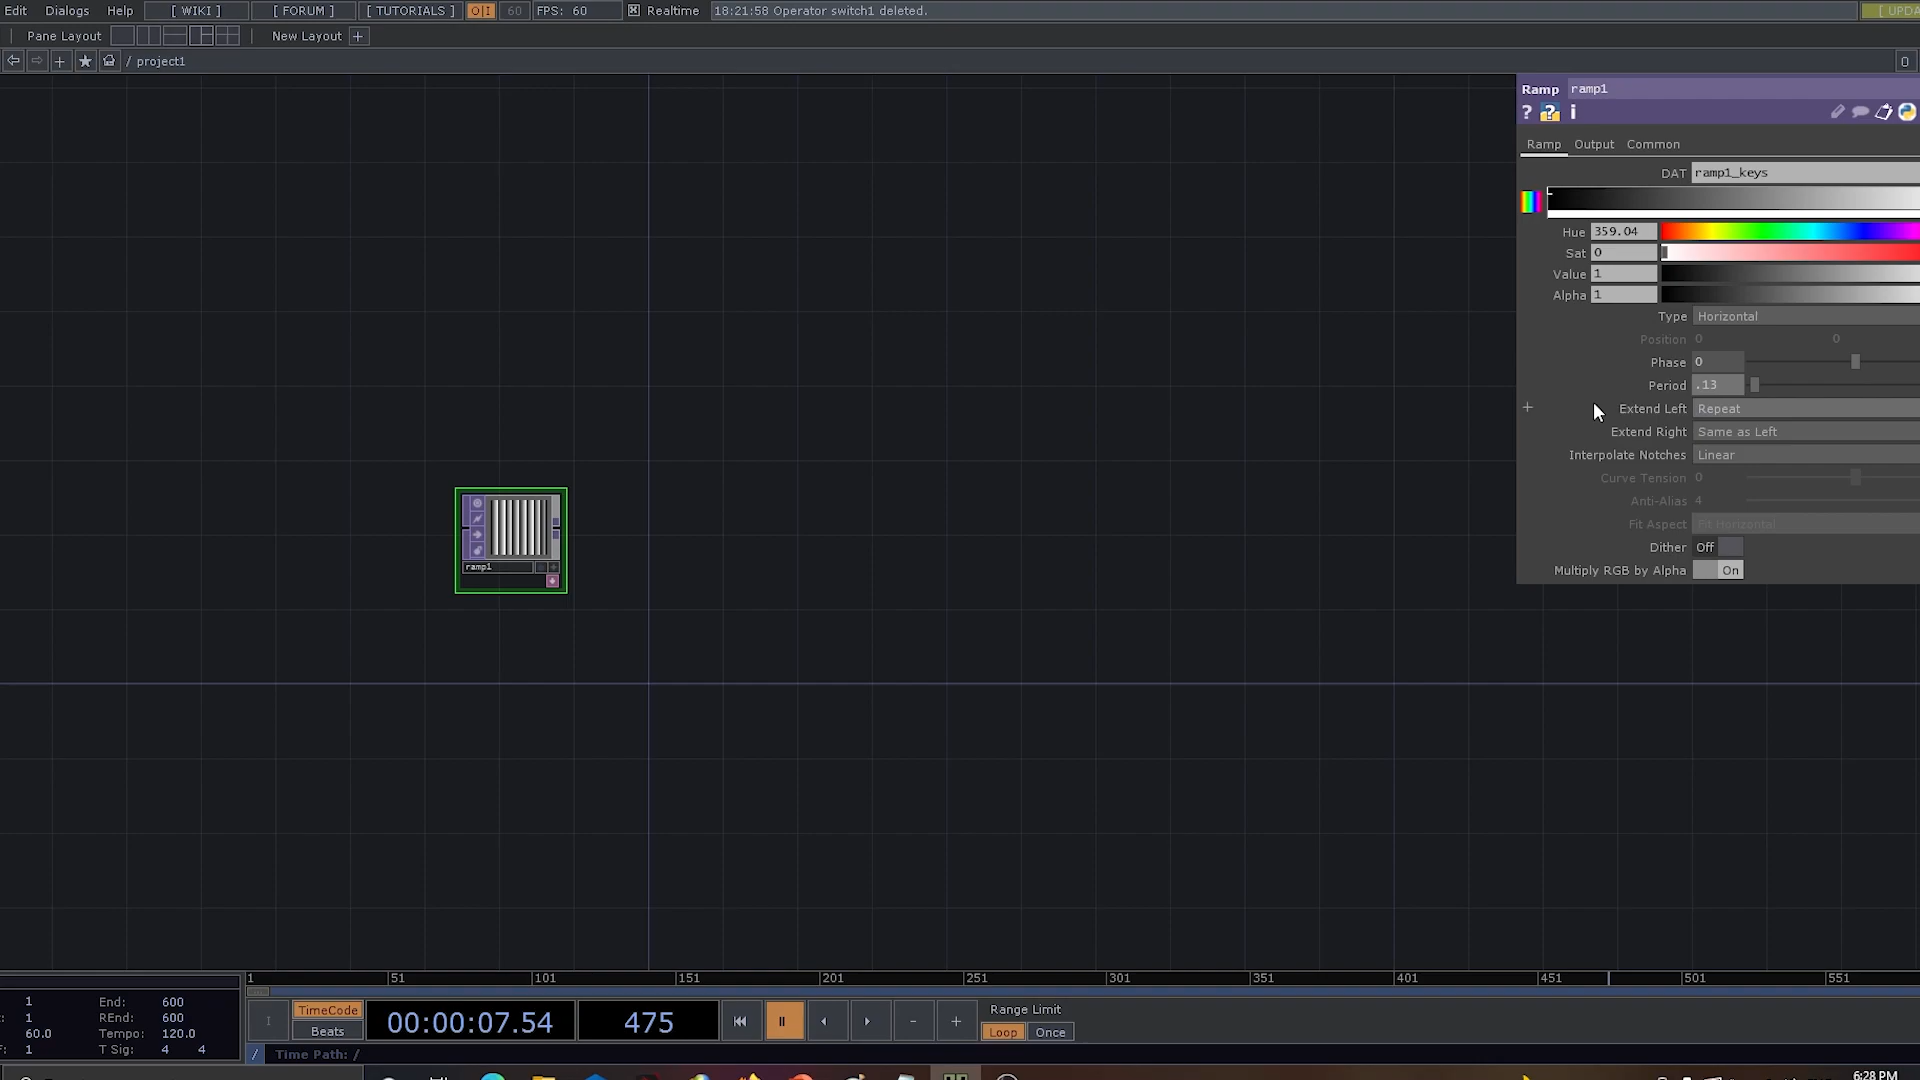 Edit Dialogs Help [ WIKI ] [ FORUM ] [ TUTORIALS ] O|I 60 FPS: 60 Realtime 18:21:58 Operator switch1 deleted.
Pane Layout New Layout +
/ project1
Ramp ramp1
Ramp Output Common
DAT ramp1_keys
Hue 359.04
Sat 0
Value 1
Alpha 1
Type Horizontal
Position 0 0
Phase 0
Period .13
Extend Left Repeat
Extend Right Same as Left
Interpolate Notches Linear
Curve Tension 0
Anti-Alias 4
Fit Aspect Fit Horizontal
Dither Off
Multiply RGB by Alpha On
ramp1
1 51 101 151 201 251 301 351 401 451 501 551
1 End: 600
1 REnd: 600
60.0 Tempo: 120.0
1 T Sig: 4 4
TimeCode
Beats
00:00:07.54 475
Range Limit
Loop Once
/ Time Path: /
6:28 PM